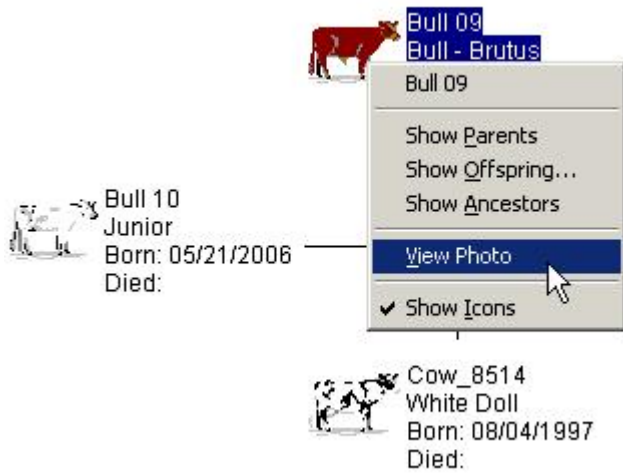 Bull 09
Bull - Brutus
Bull 09
Show Parents
Show Offspring...
Show Ancestors
View Photo
Show Icons
Bull 10
Junior
Born: 05/21/2006
Died:
Cow_8514
White Doll
Born: 08/04/1997
Died: